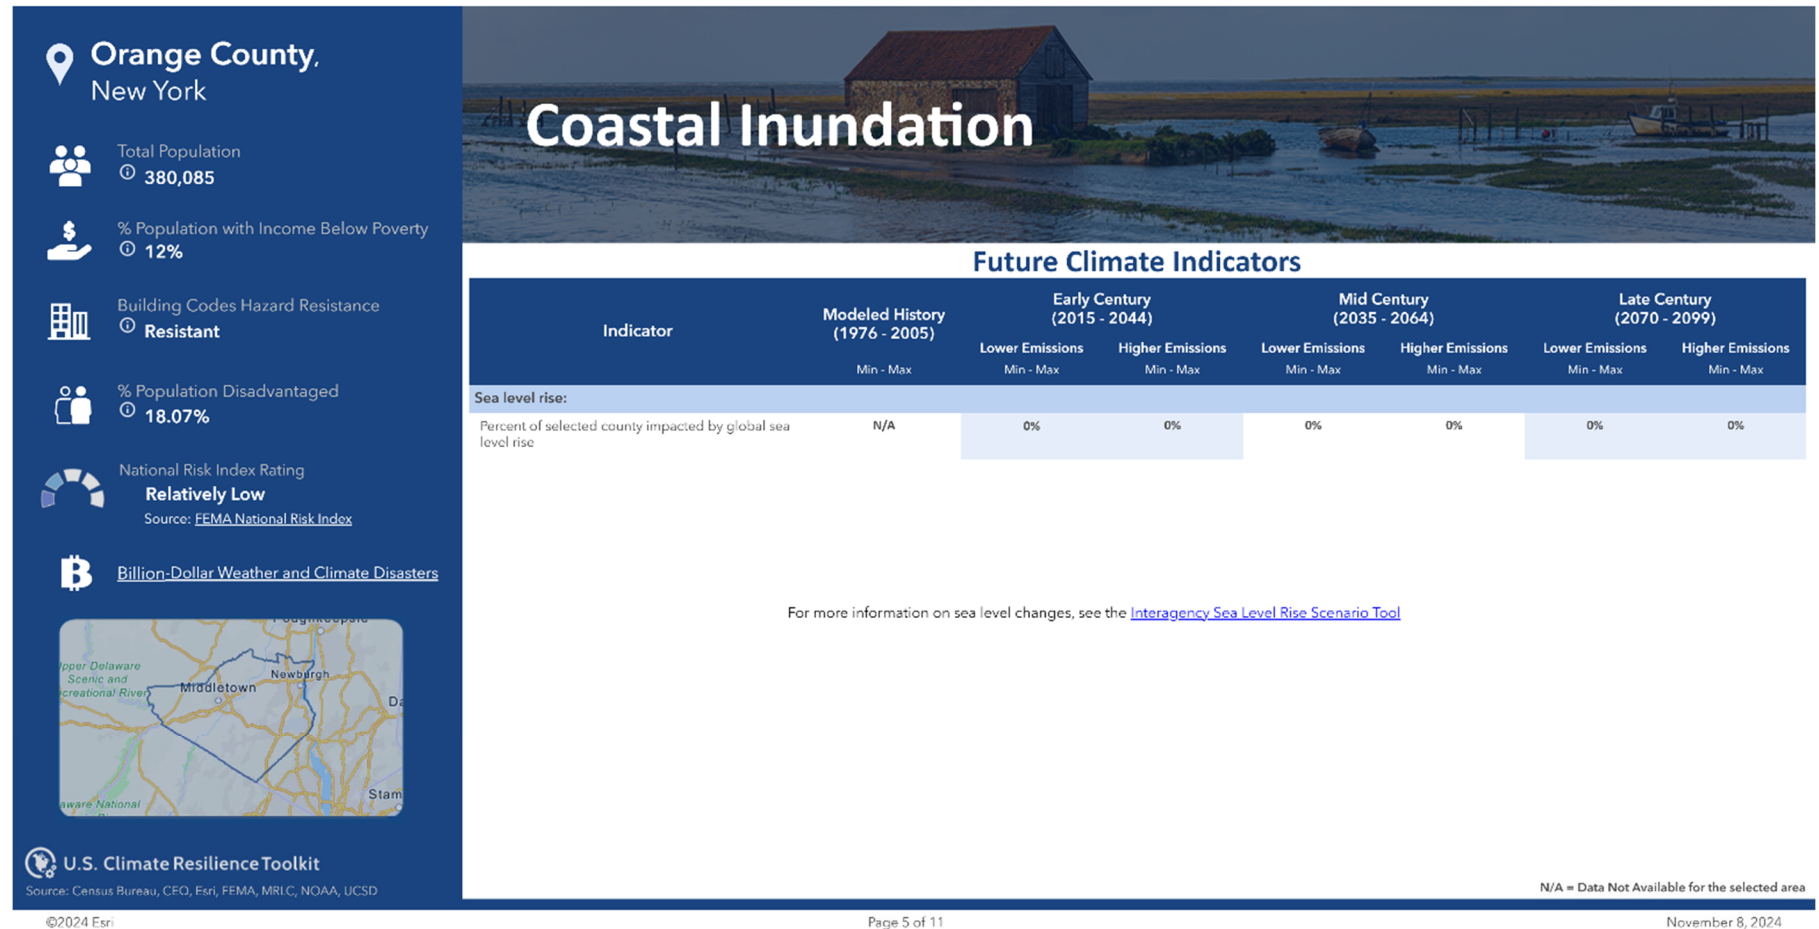 Orange County,
New York
Total Population
380,085
% Population with Income Below Poverty
12%
Building Codes Hazard Resistance
Resistant
% Population Disadvantaged
18.07%
National Risk Index Rating
Relatively Low
Source: FEMA National Risk Index
Billion-Dollar Weather and Climate Disasters
Upper Delaware
Scenic and
Middletown
Newburgh
Stam
U.S. Climate Resilience Toolkit
Source: Census Bureau, CEQ, Esri, FEMA, MRLC, NOAA, UCSD
Coastal Inundation
Future Climate Indicators
Indicator
Modeled History
(1976 - 2005)
Min - Max
Early Century
(2015 - 2044)
Mid Century
(2035 - 2064)
Late Century
(2070 - 2099)
Lower Emissions Higher Emissions Lower Emissions Higher Emissions Lower Emissions Higher Emissions
Min - Max Min - Max Min - Max Min - Max Min - Max Min - Max
Sea level rise:
Percent of selected county impacted by global sea
level rise
N/A 0% 0% 0% 0% 0% 0%
For more information on sea level changes, see the Interagency Sea Level Rise Scenario Tool
N/A = Data Not Available for the selected area
©2024 Esri
Page 5 of 11
November 8, 2024